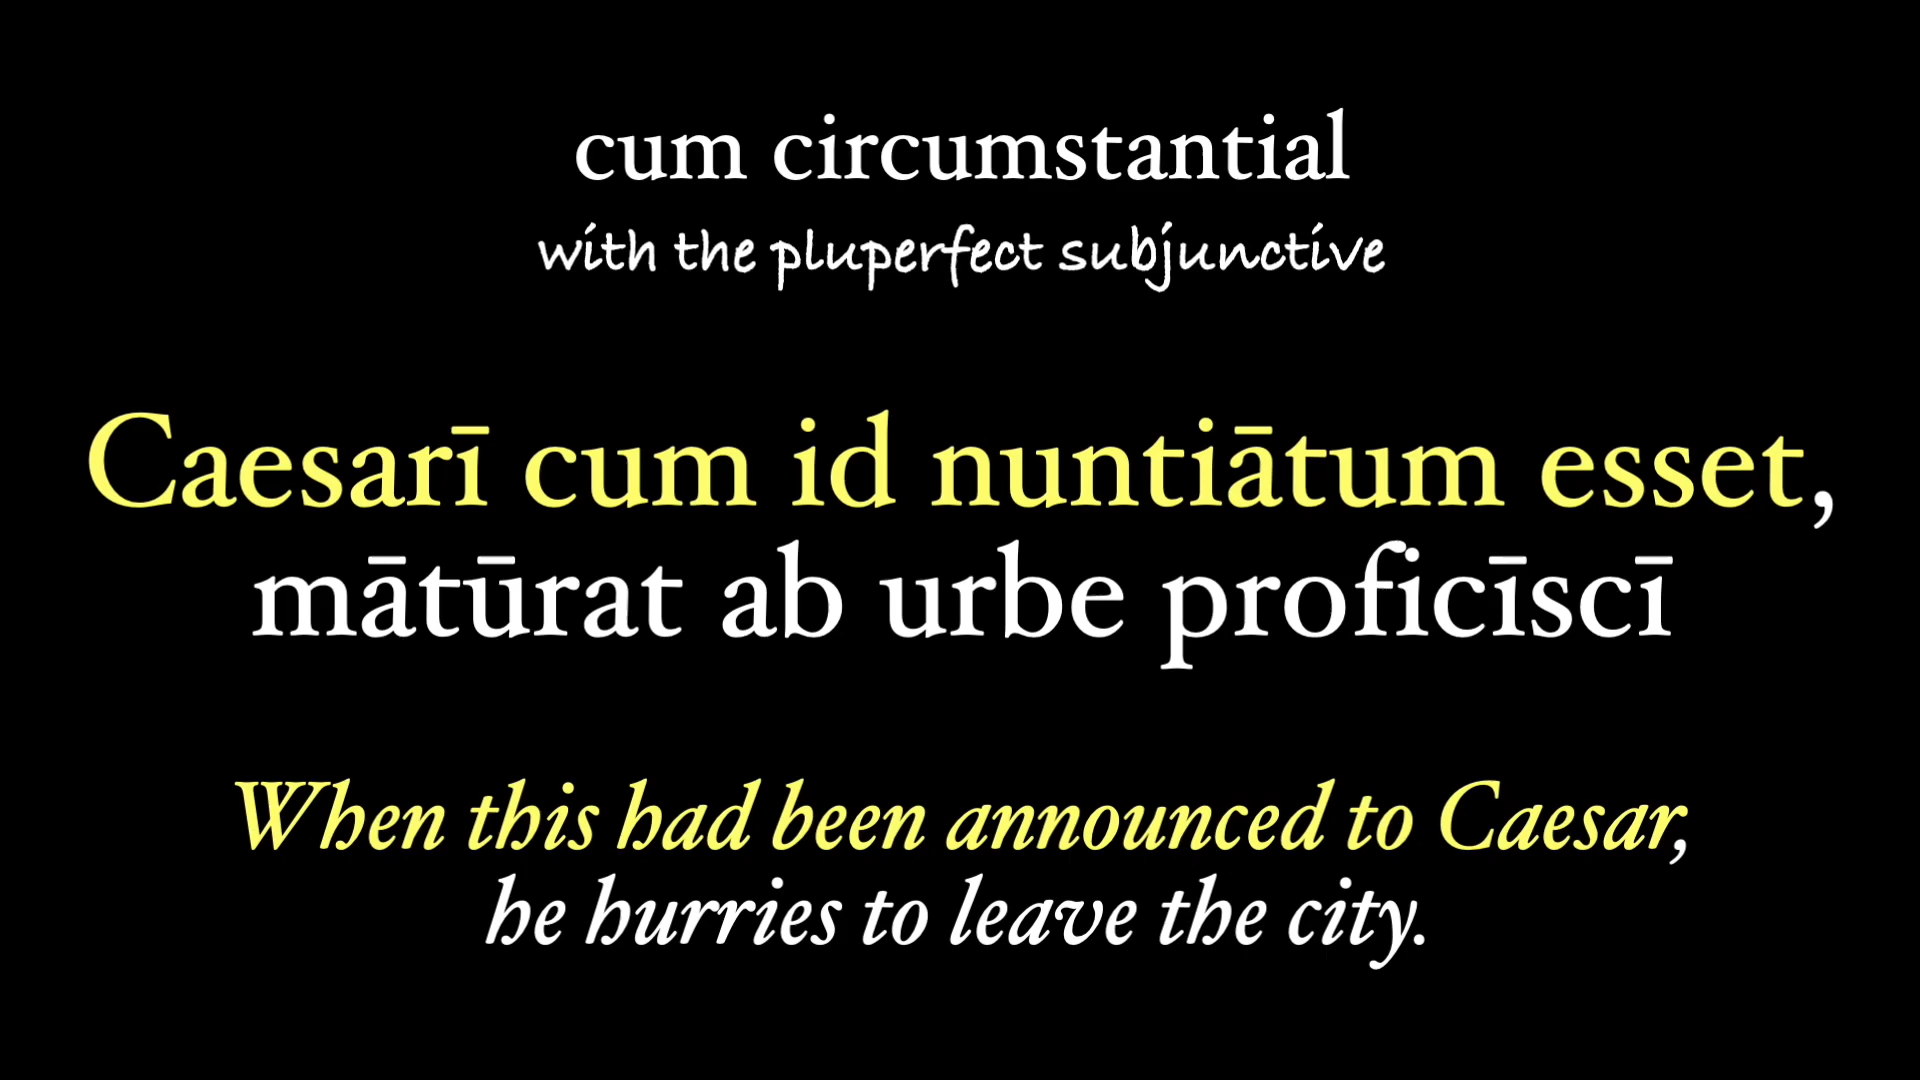 cum circumstantial
with the pluperfect subjunctive
Caesarī cum id nuntiātum esset,
mātūrat ab urbe proficīscī
When this had been announced to Caesar,
he hurries to leave the city.